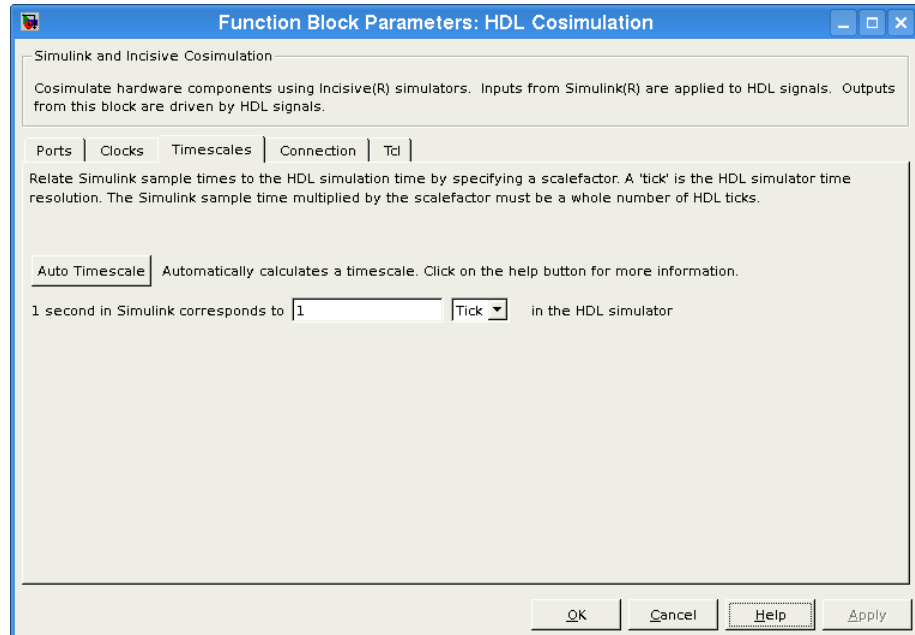 Function Block Parameters: HDL Cosimulation
Simulink and Incisive Cosimulation
Cosimulate hardware components using Incisive(R) simulators. Inputs from Simulink(R) are applied to HDL signals. Outputs
from this block are driven by HDL signals.
Ports Clocks Timescales Connection Tcl
Relate Simulink sample times to the HDL simulation time by specifying a scalefactor. A 'tick' is the HDL simulator time
resolution. The Simulink sample time multiplied by the scalefactor must be a whole number of HDL ticks.
Auto Timescale Automatically calculates a timescale. Click on the help button for more information.
1 second in Simulink corresponds to 1 Tick in the HDL simulator
OK Cancel Help Apply